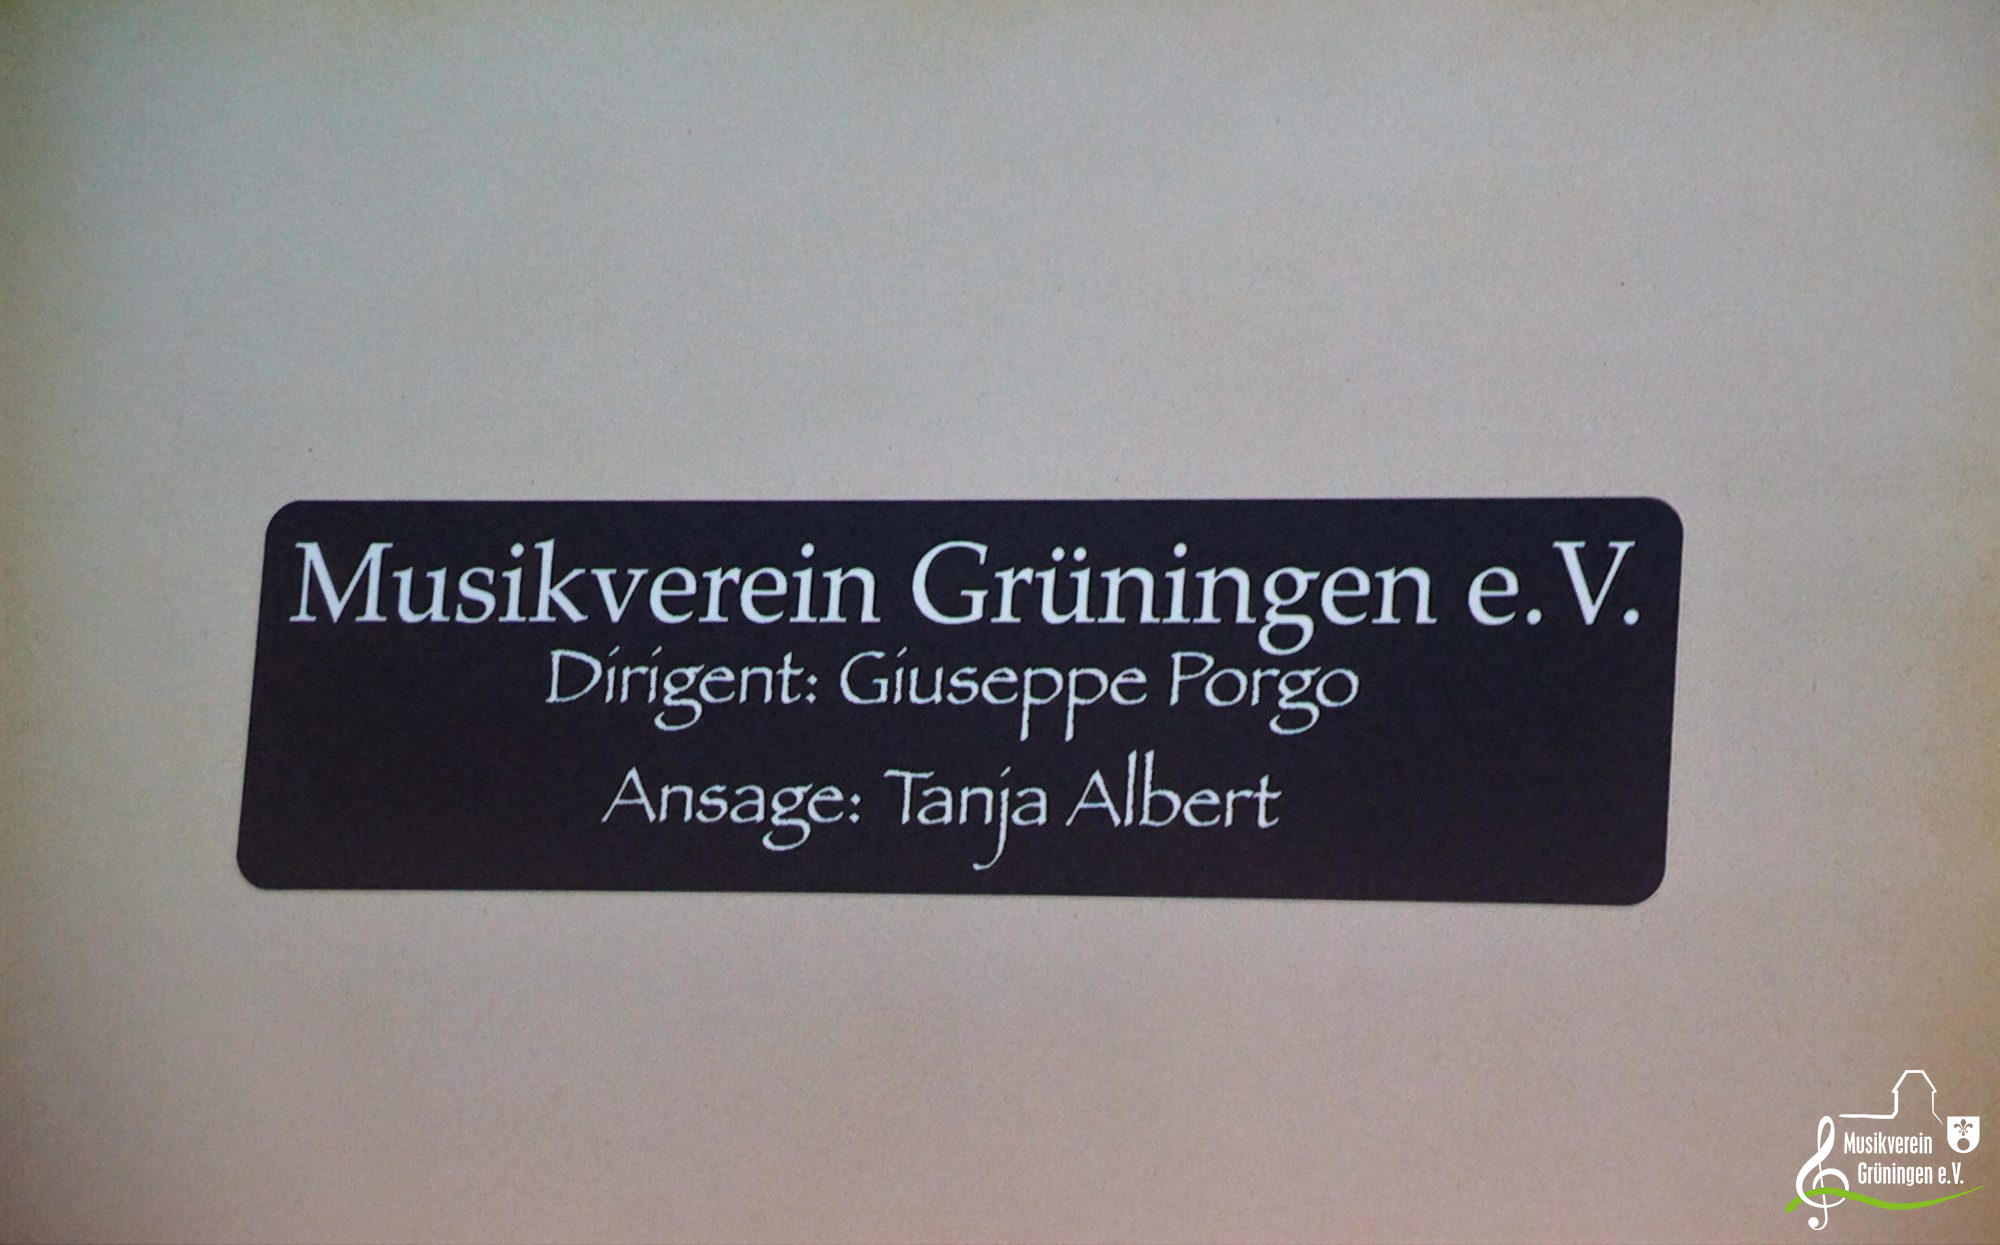 Musikverein Grüningen e.V.
Dirigent: Giuseppe Porgo
Ansage: Tanja Albert
Musikverein
Grüningen e.V.